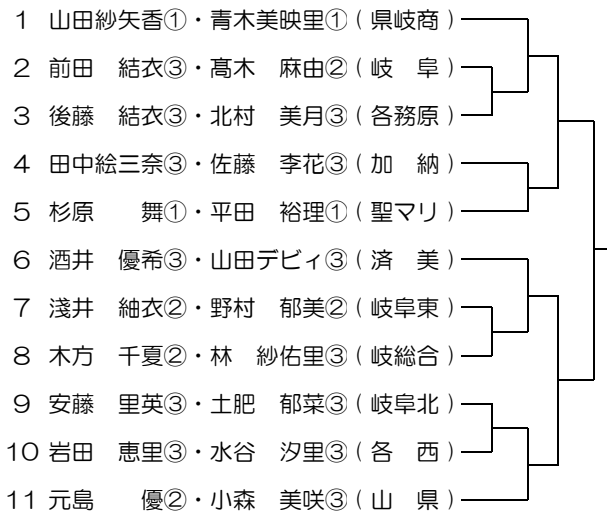 1 山田紗矢香①・青木美映里① ( 県岐商 )
2 前田 結衣③・髙木 麻由② ( 岐 阜 )
3 後藤 結衣③・北村 美月③ ( 各務原 )
4 田中絵三奈③・佐藤 李花③ ( 加 納 )
5 杉原 舞①・平田 裕理① ( 聖マリ )
6 酒井 優希③・山田デビィ③ ( 済 美 )
7 淺井 紬衣②・野村 郁美② ( 岐阜東 )
8 木方 千夏②・林 紗佑里③ ( 岐総合 )
9 安藤 里英③・土肥 郁菜③ ( 岐阜北 )
10 岩田 恵里③・水谷 汐里③ ( 各 西 )
11 元島 優②・小森 美咲③ ( 山 県 )